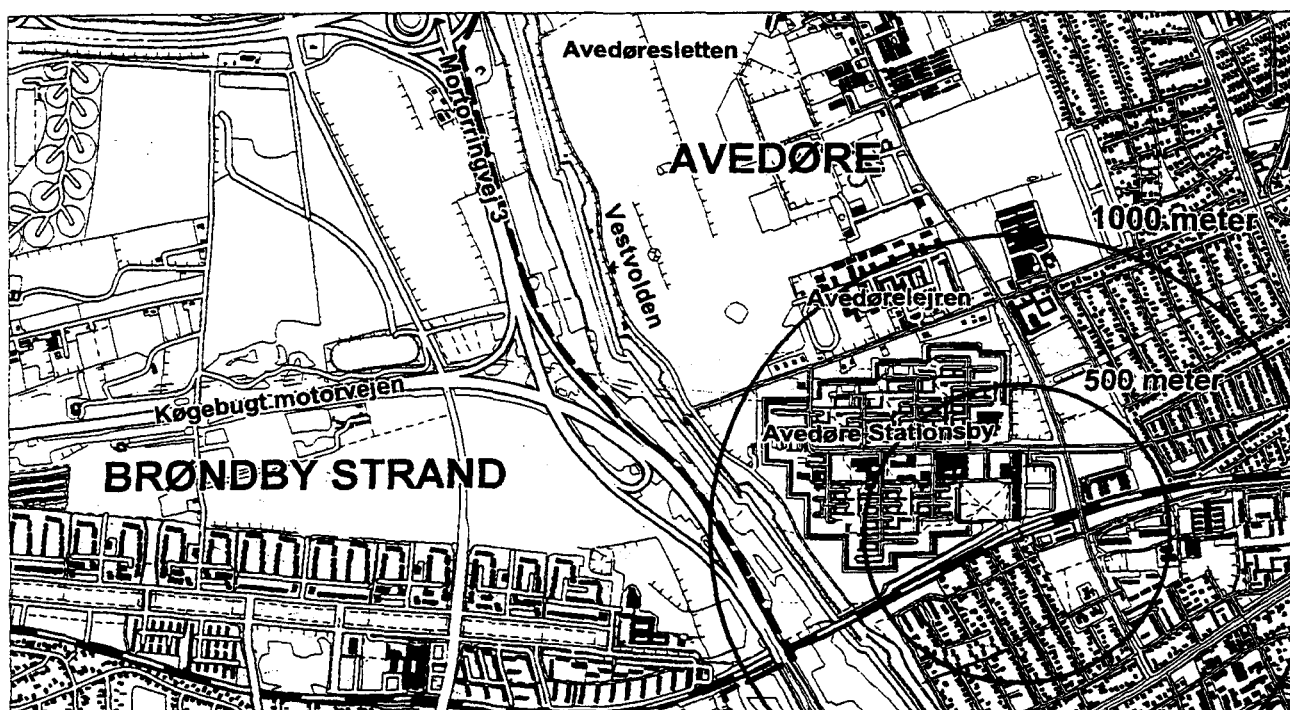 Avedøresletten
Motorringvej 3
AVEDØRE
1000 meter
Vestvolden
Avedørelejren
500 meter
Køgebugt motorvejen
Avedøre Stationsby
BRØNDBY STRAND